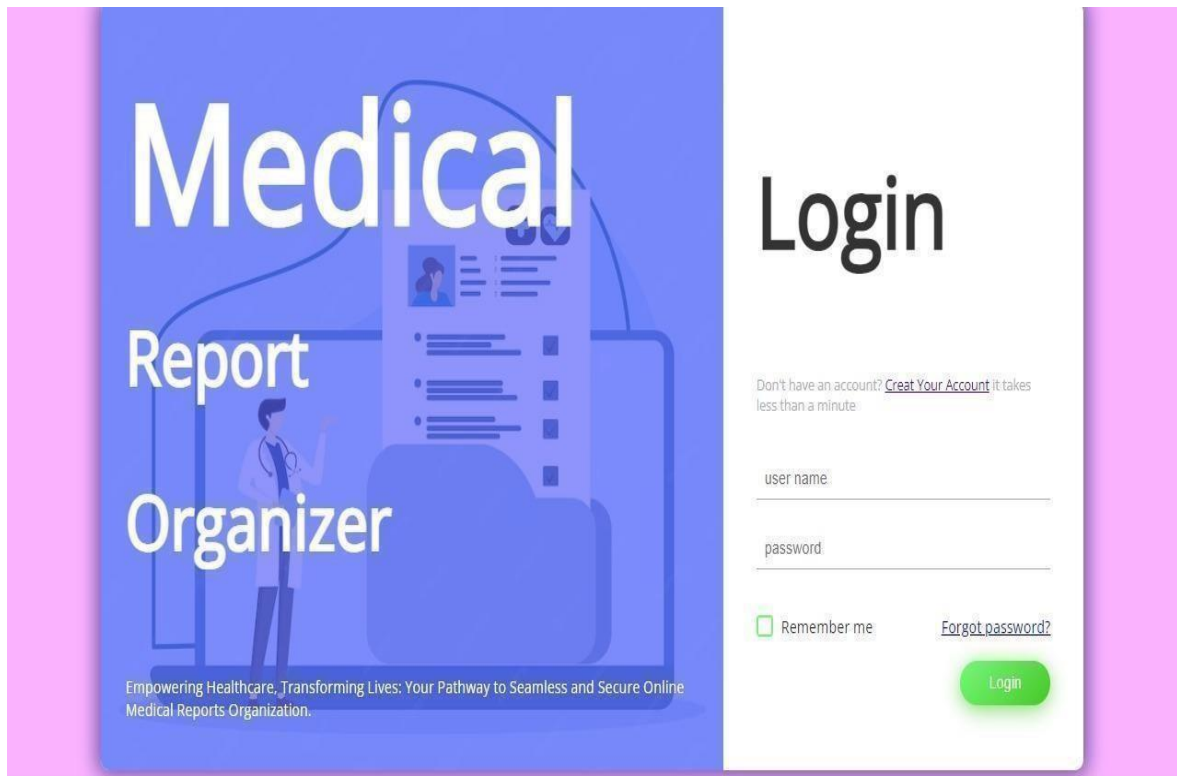 Medical
Report
Organizer
Empowering Healthcare, Transforming Lives: Your Pathway to Seamless and Secure Online
Medical Reports Organization.
Login
Don't have an account? Creat Your Account it takes
less than a minute
user name
password
Remember me
Forgot password?
Login